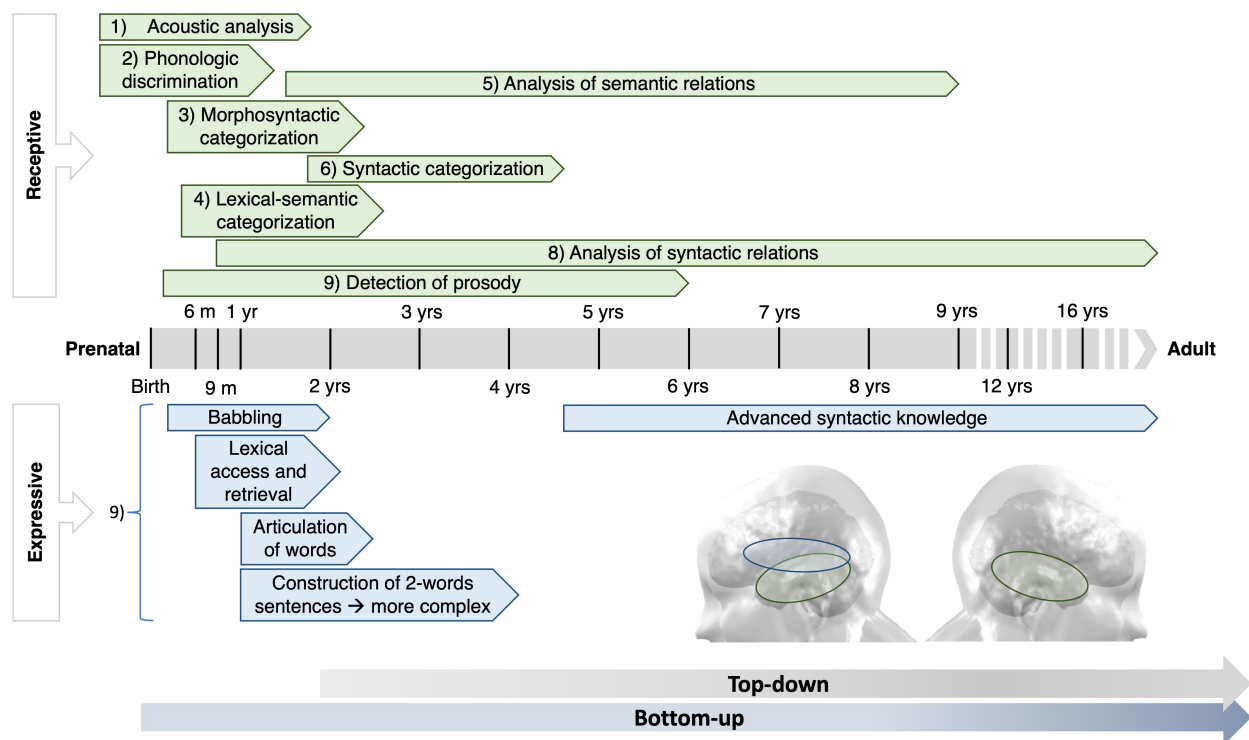 Receptive
1) Acoustic analysis
2) Phonologic
discrimination
5) Analysis of semantic relations
3) Morphosyntactic
categorization
6) Syntactic categorization
4) Lexical-semantic
categorization
8) Analysis of syntactic relations
9) Detection of prosody
6 m 1 yr 3 yrs 5 yrs 7 yrs 9 yrs 16 yrs
Prenatal Adult
Birth 9 m 2 yrs 4 yrs 6 yrs 8 yrs 12 yrs
Expressive
9)
Babbling
Advanced syntactic knowledge
Lexical
access and
retrieval
Articulation
of words
Construction of 2-words
sentences → more complex
Top-down
Bottom-up